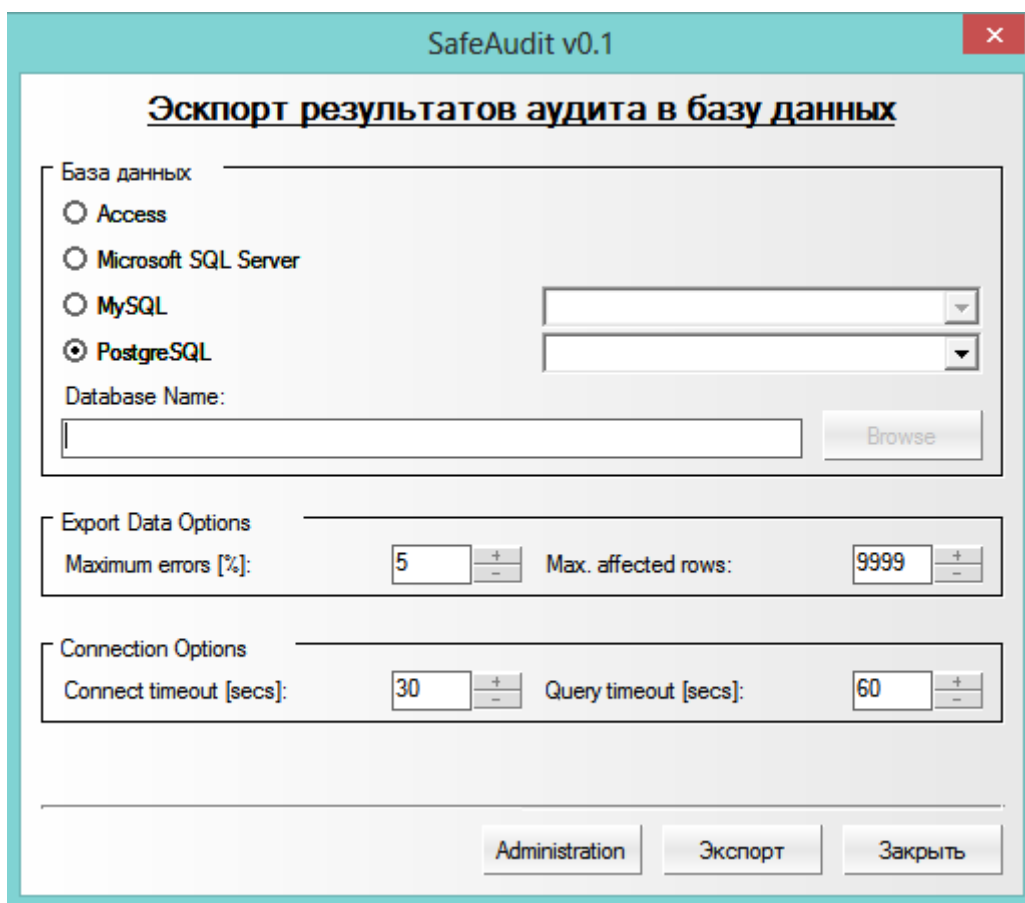 SafeAudit v0.1
Эскпорт результатов аудита в базу данных
База данных
Access
Microsoft SQL Server
MySQL
PostgreSQL
Database Name:
Browse
Export Data Options
Maximum errors [%]: 5 Max. affected rows: 9999
Connection Options
Connect timeout [secs]: 30 Query timeout [secs]: 60
Administration Экспорт Закрыть